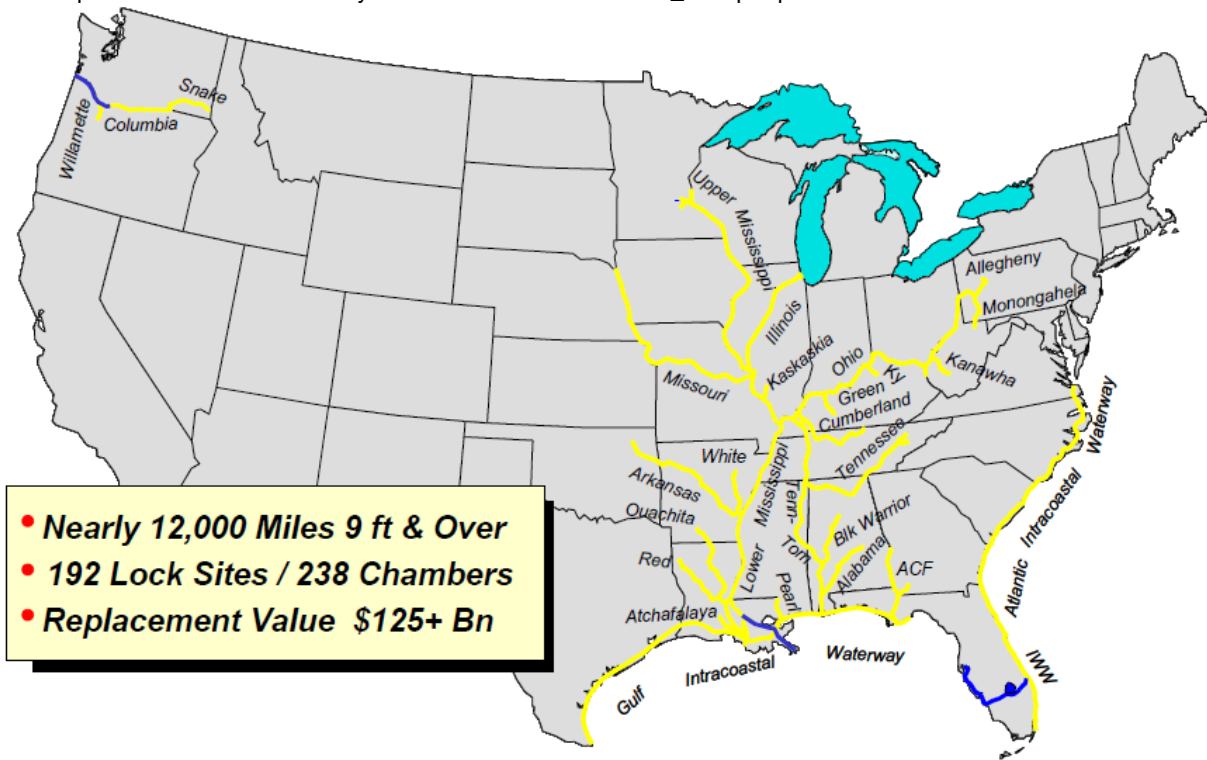 Snake
Columbia
Willamette
Upper
Mississippi
Illinois
Allegheny
Monongahela
Kaskaskia
Ohio
Ky
Kanawha
Green
Cumberland
Missouri
Tennessee
White
Mississippi
Arkansas
Ouachita
Tenn-
Tom
Blk Warrior
Alabama
ACF
Red
Lower
Pearl
Atchafalaya
Waterway
Intracoastal
Atlantic
IWW
Gulf
Intracoastal
Waterway
• Nearly 12,000 Miles 9 ft & Over
• 192 Lock Sites / 238 Chambers
• Replacement Value $125+ Bn